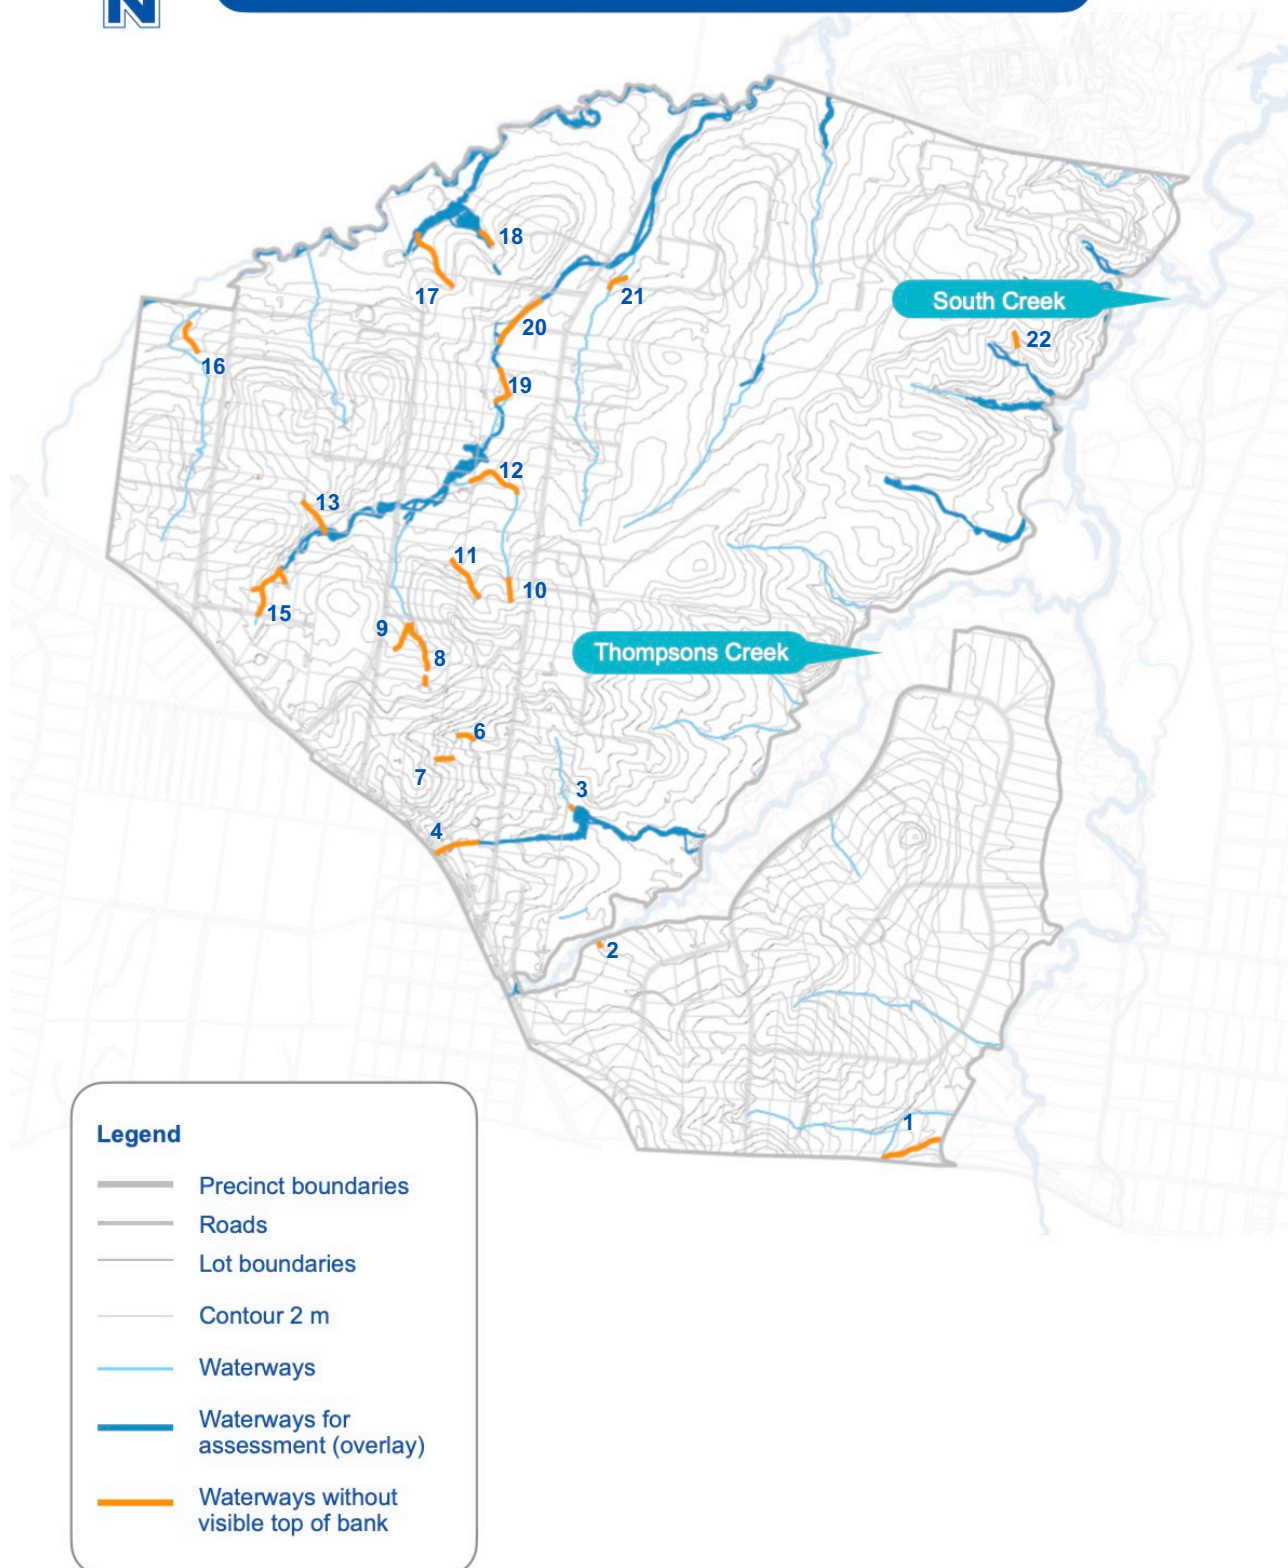 N
18
17
21
South Creek
20
22
16
19
12
13
11
10
15
9
8
Thompsons Creek
6
7
3
4
2
1
Legend
Precinct boundaries
Roads
Lot boundaries
Contour 2 m
Waterways
Waterways for
assessment (overlay)
Waterways without
visible top of bank